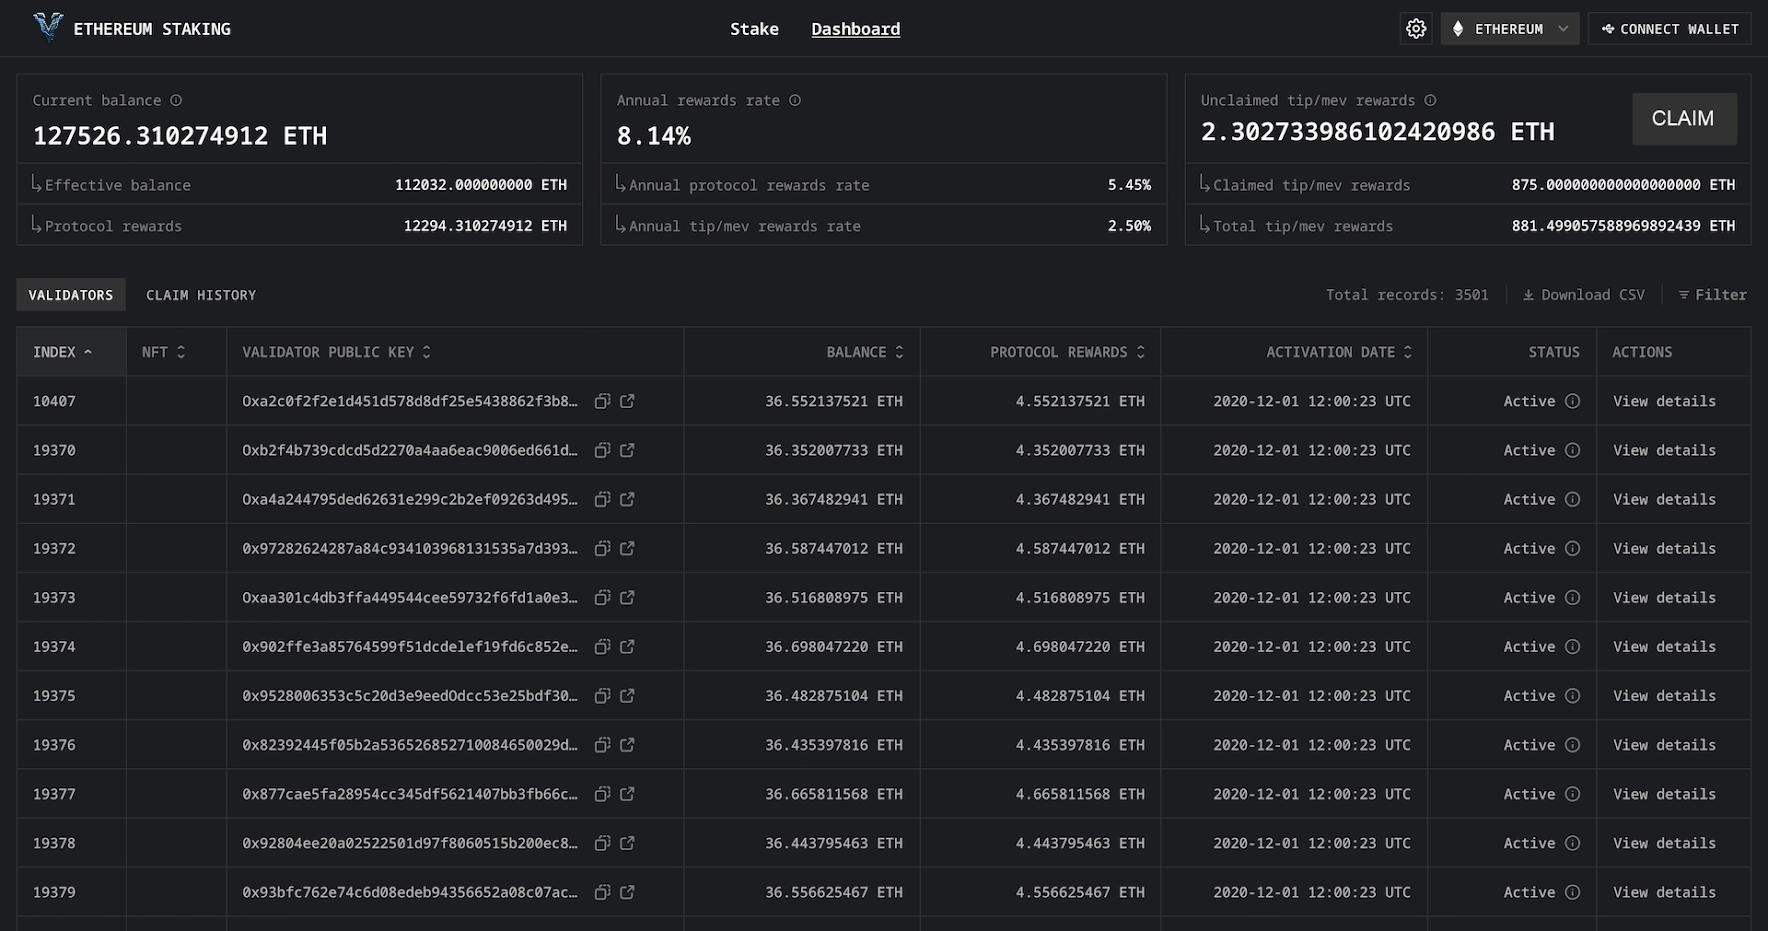 ETHEREUM STAKING
Stake Dashboard
ETHEREUM
CONNECT WALLET
Current balance
127526.310274912 ETH
Effective balance 112032.000000000 ETH
Protocol rewards 12294.310274912 ETH
Annual rewards rate
8.14%
Annual protocol rewards rate 5.45%
Annual tip/mev rewards rate 2.50%
Unclaimed tip/mev rewards
2.302733986102420986 ETH
CLAIM
Claimed tip/mev rewards 875.000000000000000000 ETH
Total tip/mev rewards 881.499057588969892439 ETH
VALIDATORS CLAIM HISTORY Total records: 3501 Download CSV Filter
INDEX NFT VALIDATOR PUBLIC KEY BALANCE PROTOCOL REWARDS ACTIVATION DATE STATUS ACTIONS
10407 0xa2c0f2f2e1d451d578d8df25e5438862f3b8… 36.552137521 ETH 4.552137521 ETH 2020-12-01 12:00:23 UTC Active View details
19370 0xb2f4b739cdcd5d2270a4aa6eac9006ed661d… 36.352007733 ETH 4.352007733 ETH 2020-12-01 12:00:23 UTC Active View details
19371 0xa4a244795ded62631e299c2b2ef09263d495… 36.367482941 ETH 4.367482941 ETH 2020-12-01 12:00:23 UTC Active View details
19372 0x97282624287a84c934103968131535a7d393… 36.587447012 ETH 4.587447012 ETH 2020-12-01 12:00:23 UTC Active View details
19373 0xaa301c4db3ffa449544cee59732f6fd1a0e3… 36.516808975 ETH 4.516808975 ETH 2020-12-01 12:00:23 UTC Active View details
19374 0x902ffe3a85764599f51dcdelef19fd6c852e… 36.698047220 ETH 4.698047220 ETH 2020-12-01 12:00:23 UTC Active View details
19375 0x9528006353c5c20d3e9eedOdcc53e25bdf30… 36.482875104 ETH 4.482875104 ETH 2020-12-01 12:00:23 UTC Active View details
19376 0x82392445f05b2a536526852710084650029d… 36.435397816 ETH 4.435397816 ETH 2020-12-01 12:00:23 UTC Active View details
19377 0x877cae5fa28954cc345df5621407bb3fb66c… 36.665811568 ETH 4.665811568 ETH 2020-12-01 12:00:23 UTC Active View details
19378 0x92804ee20a02522501d97f8060515b200ec8… 36.443795463 ETH 4.443795463 ETH 2020-12-01 12:00:23 UTC Active View details
19379 0x93bfc762e74c6d08edeb94356652a08c07ac… 36.556625467 ETH 4.556625467 ETH 2020-12-01 12:00:23 UTC Active View details